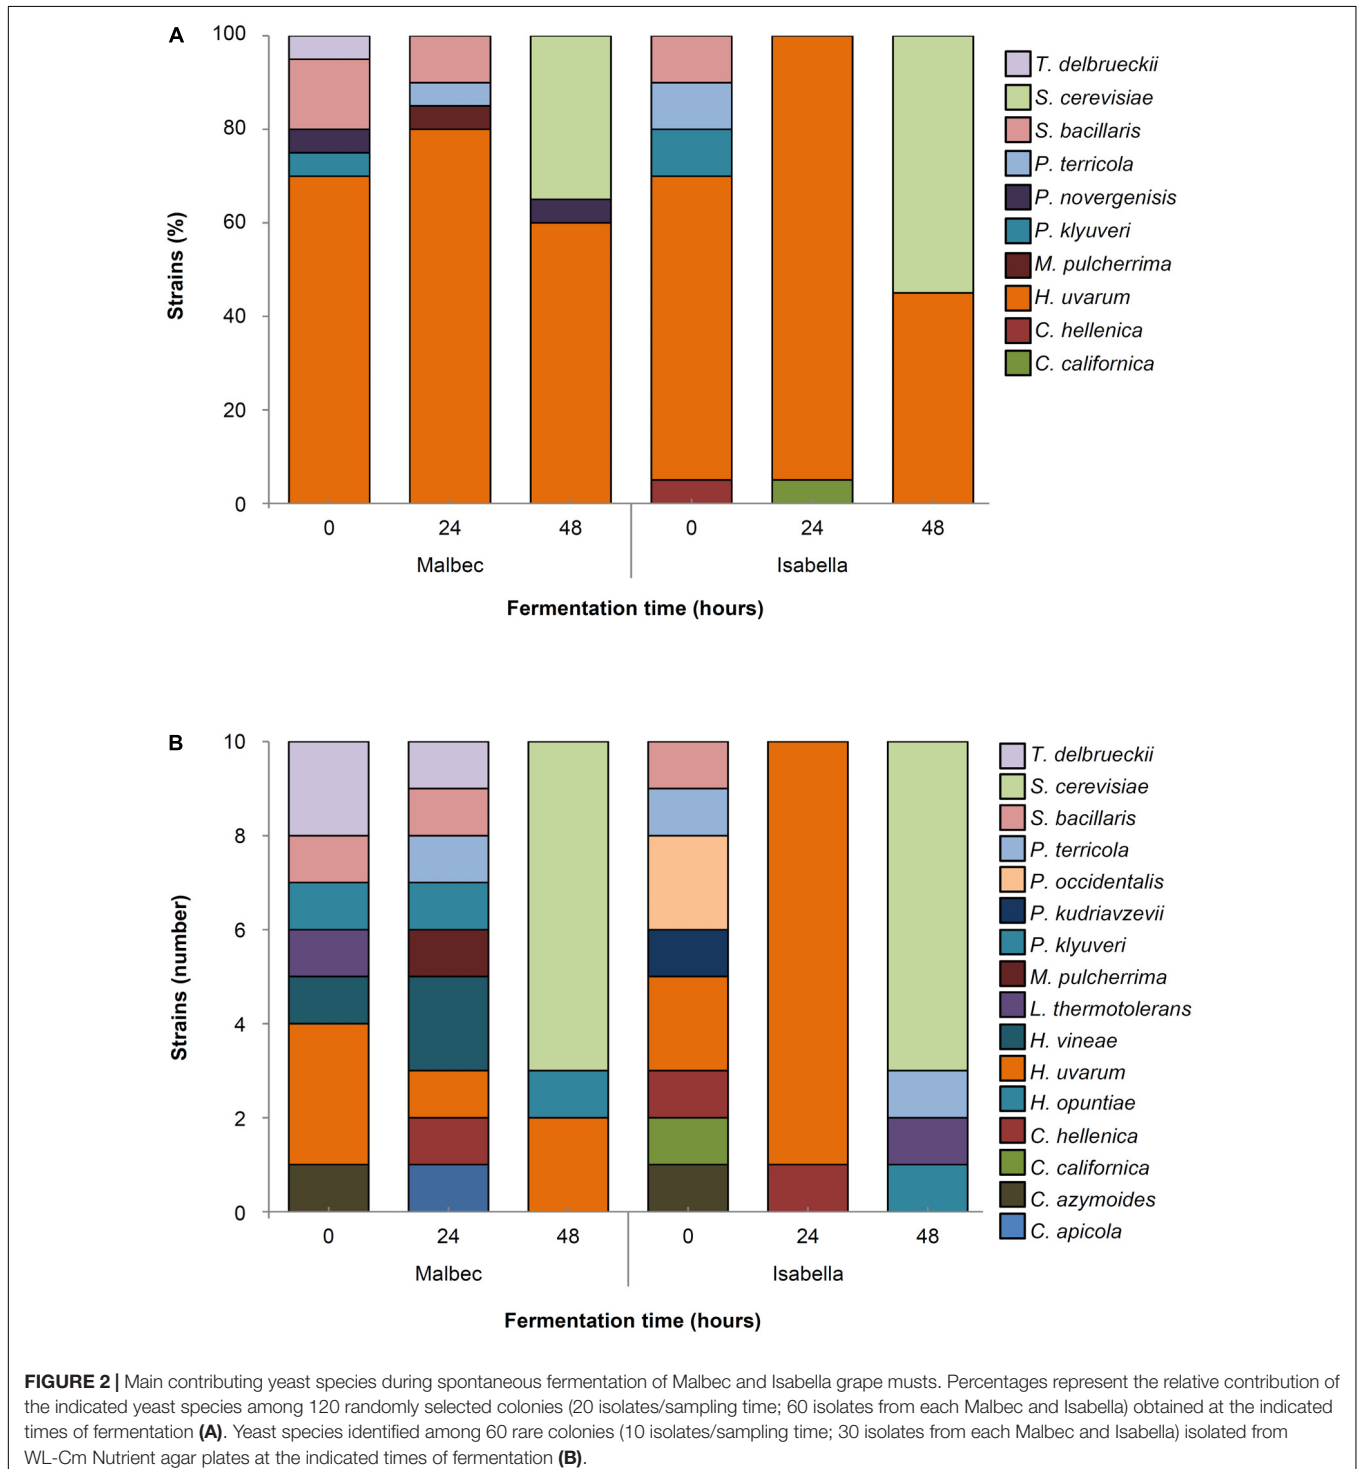 A
100
80
60
40
20
0
Strains (%)
0 24 48 0 24 48
Malbec Isabella
Fermentation time (hours)
T. delbrueckii
S. cerevisiae
S. bacillaris
P. terricola
P. novergenisis
P. klyuveri
M. pulcherrima
H. uvarum
C. hellenica
C. californica
B
10
8
6
4
2
0
Strains (number)
0 24 48 0 24 48
Malbec Isabella
Fermentation time (hours)
T. delbrueckii
S. cerevisiae
S. bacillaris
P. terricola
P. occidentalis
P. kudriavzevii
P. klyuveri
M. pulcherrima
L. thermotolerans
H. vineae
H. uvarum
H. opuntiae
C. hellenica
C. californica
C. azymoides
C. apicola
FIGURE 2 | Main contributing yeast species during spontaneous fermentation of Malbec and Isabella grape musts. Percentages represent the relative contribution of
the indicated yeast species among 120 randomly selected colonies (20 isolates/sampling time; 60 isolates from each Malbec and Isabella) obtained at the indicated
times of fermentation (A). Yeast species identified among 60 rare colonies (10 isolates/sampling time; 30 isolates from each Malbec and Isabella) isolated from
WL-Cm Nutrient agar plates at the indicated times of fermentation (B).